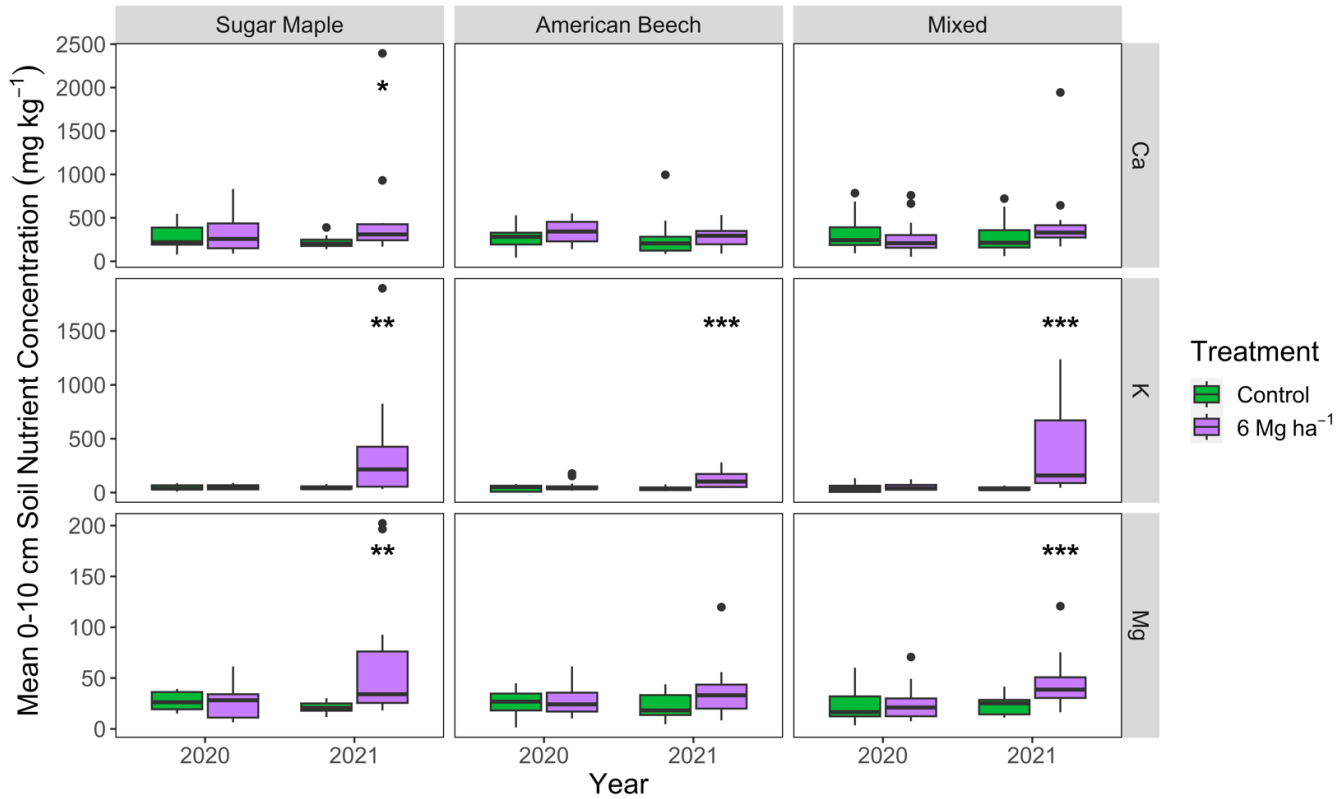 Sugar Maple American Beech Mixed
Mean 0-10 cm Soil Nutrient Concentration (mg kg⁻¹)
2500
2000
1500
1000
500
0
*
Ca
1500
1000
500
0
** *** ***
K
200
150
100
50
0
** ***
Mg
2020 2021 2020 2021 2020 2021
Year
Treatment
Control
6 Mg ha⁻¹